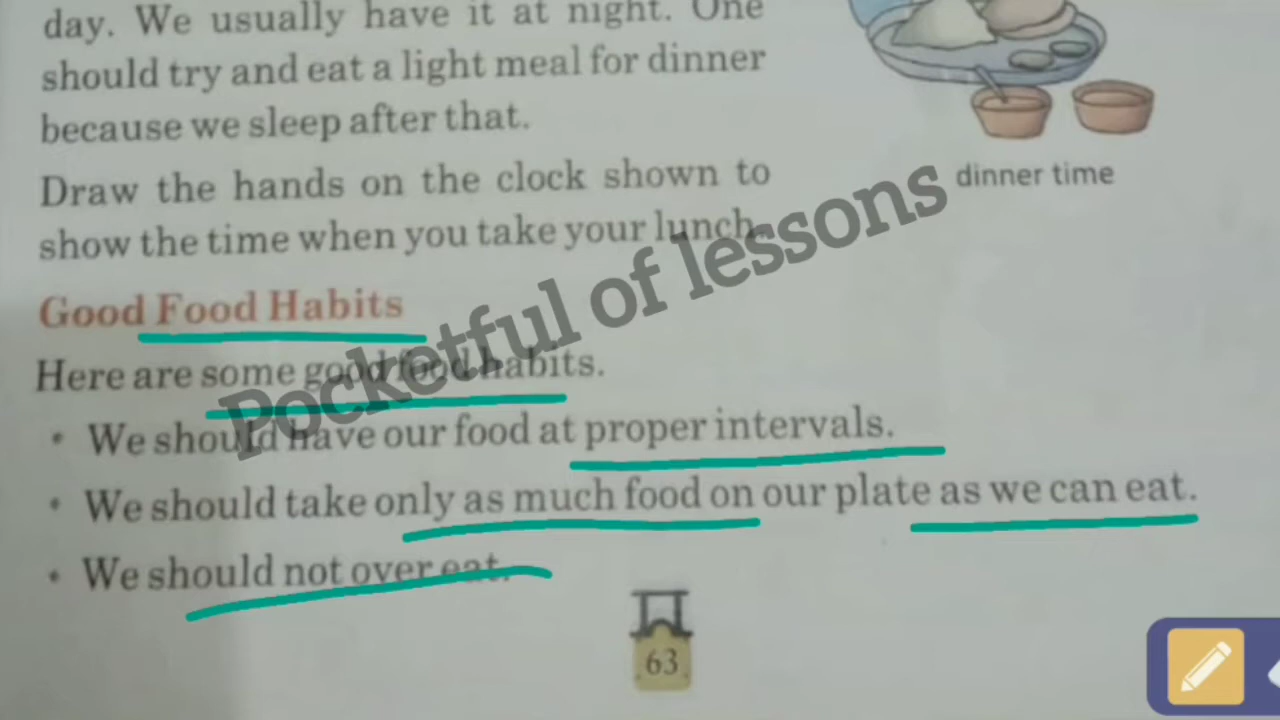 day. We usually have it at night. One
should try and eat a light meal for dinner
because we sleep after that.
Draw the hands on the clock shown to
show the time when you take your lunch.
dinner time
Good Food Habits
Here are some good food habits.
• We should have our food at proper intervals.
• We should take only as much food on our plate as we can eat.
• We should not over eat.
63
Pocketful of lessons